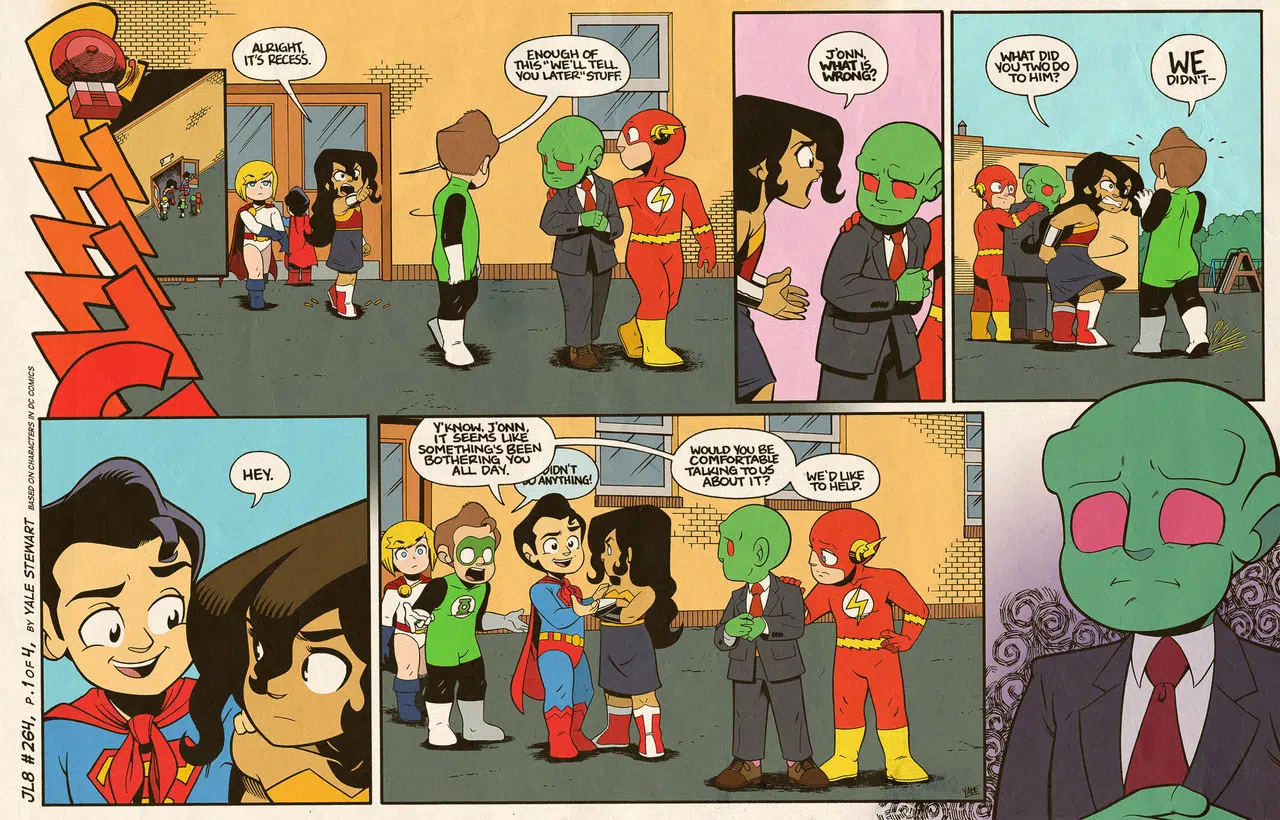 ALRIGHT,
IT'S RECESS.
ENOUGH OF
THIS "WE'LL TELL
YOU LATER" STUFF.
J'ONN,
WHAT IS
WRONG?
WHAT DID
YOU TWO DO
TO HIM?
WE
DIDN'T-
HEY.
Y'KNOW, J'ONN,
IT SEEMS LIKE
SOMETHING'S BEEN
BOTHERING YOU
ALL DAY.
DIDN'T
ANYTHING!
WOULD YOU BE
COMFORTABLE
TALKING TO US
ABOUT IT?
WE'D LIKE
TO HELP.
YALE
JL8 #264, P. 1 OF 4, BY YALE STEWART BASED ON CHARACTERS IN DC COMICS